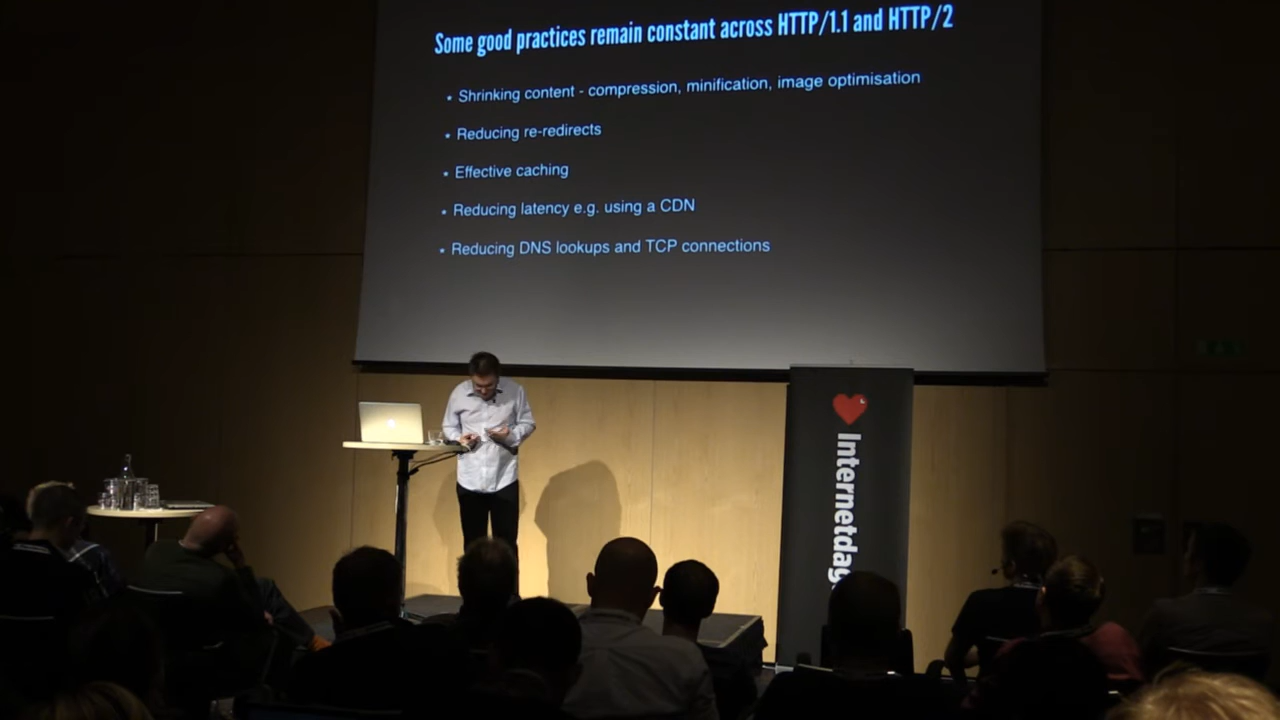 Some good practices remain constant across HTTP/1.1 and HTTP/2
• Shrinking content - compression, minification, image optimisation
• Reducing re-redirects
• Effective caching
• Reducing latency e.g. using a CDN
• Reducing DNS lookups and TCP connections
Internetdag